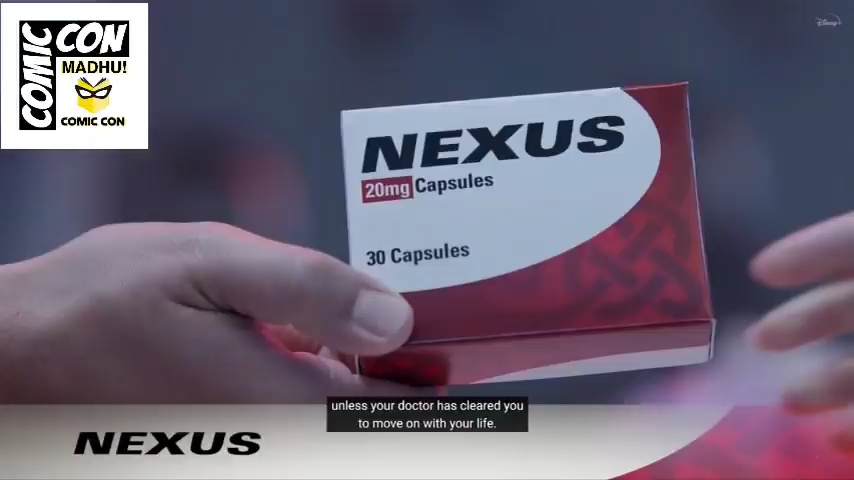 COMIC
CON
MADHU!
COMIC CON
Disney+
NEXUS
20mg Capsules
30 Capsules
unless your doctor has cleared you
to move on with your life.
NEXUS